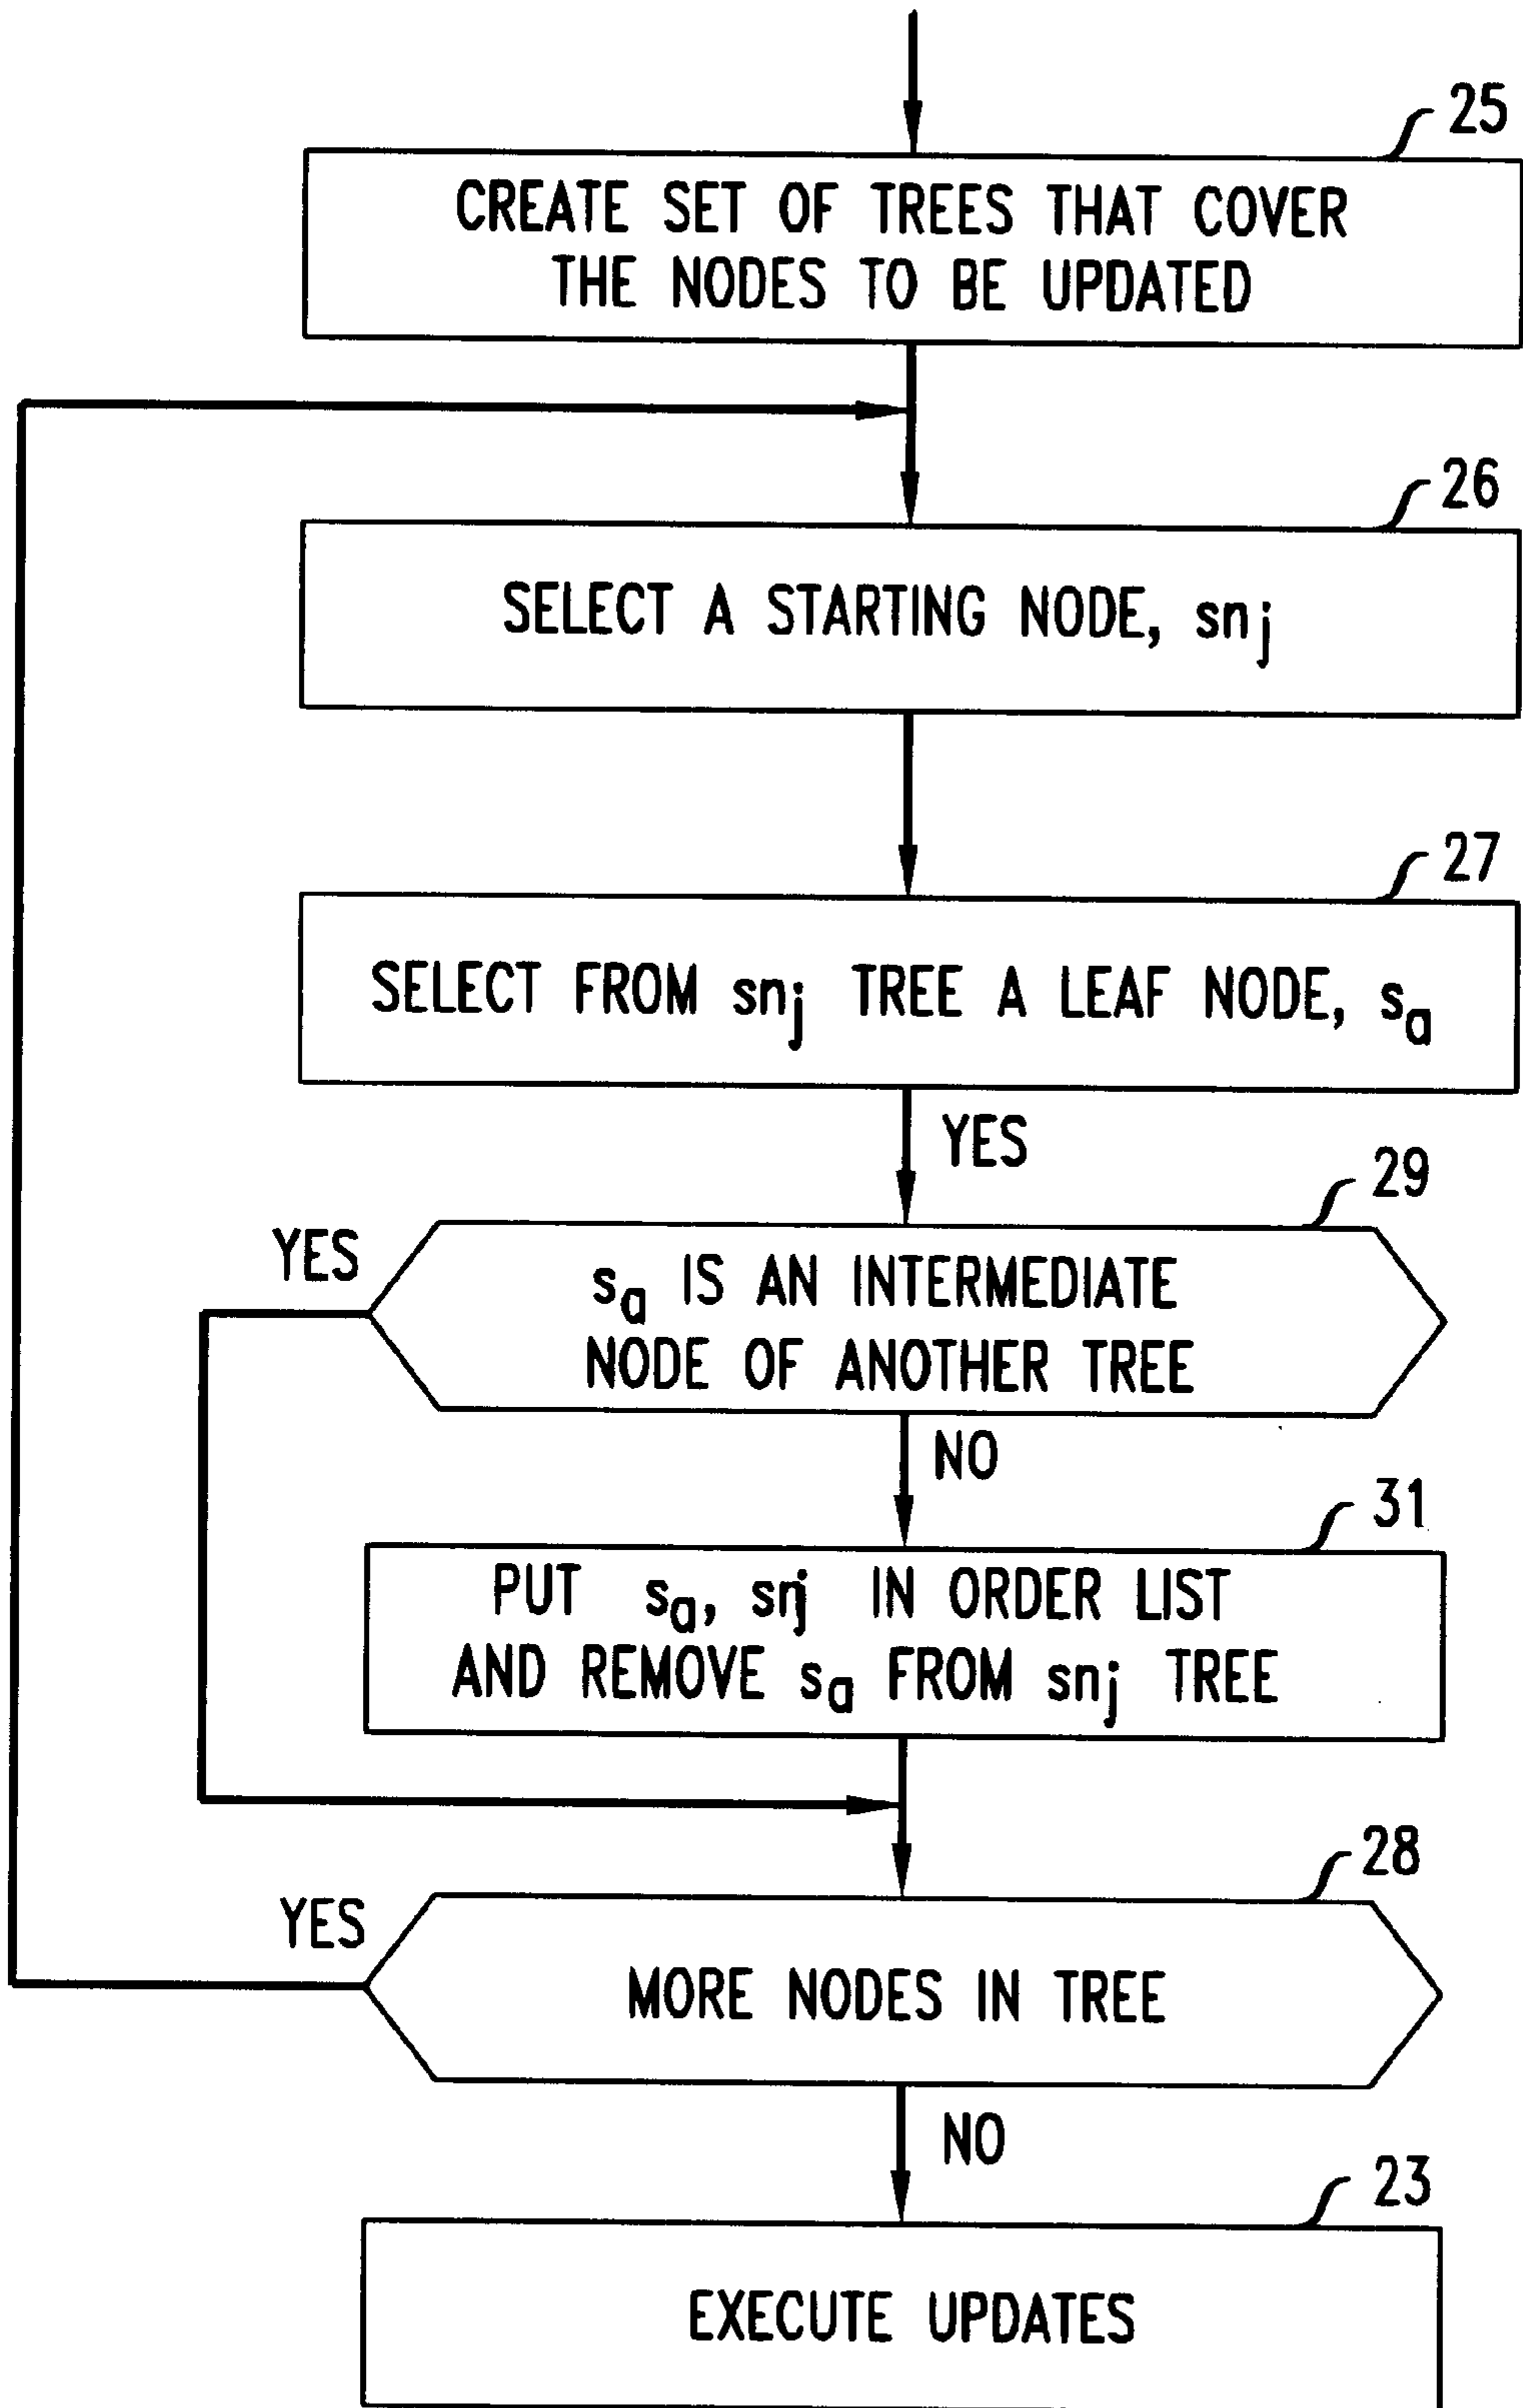 25
CREATE SET OF TREES THAT COVER
THE NODES TO BE UPDATED
26
SELECT A STARTING NODE, snj
27
SELECT FROM snj TREE A LEAF NODE, sa
YES
29
YES
sa IS AN INTERMEDIATE
NODE OF ANOTHER TREE
NO
31
PUT sa, snj IN ORDER LIST
AND REMOVE sa FROM snj TREE
28
YES
MORE NODES IN TREE
NO
23
EXECUTE UPDATES